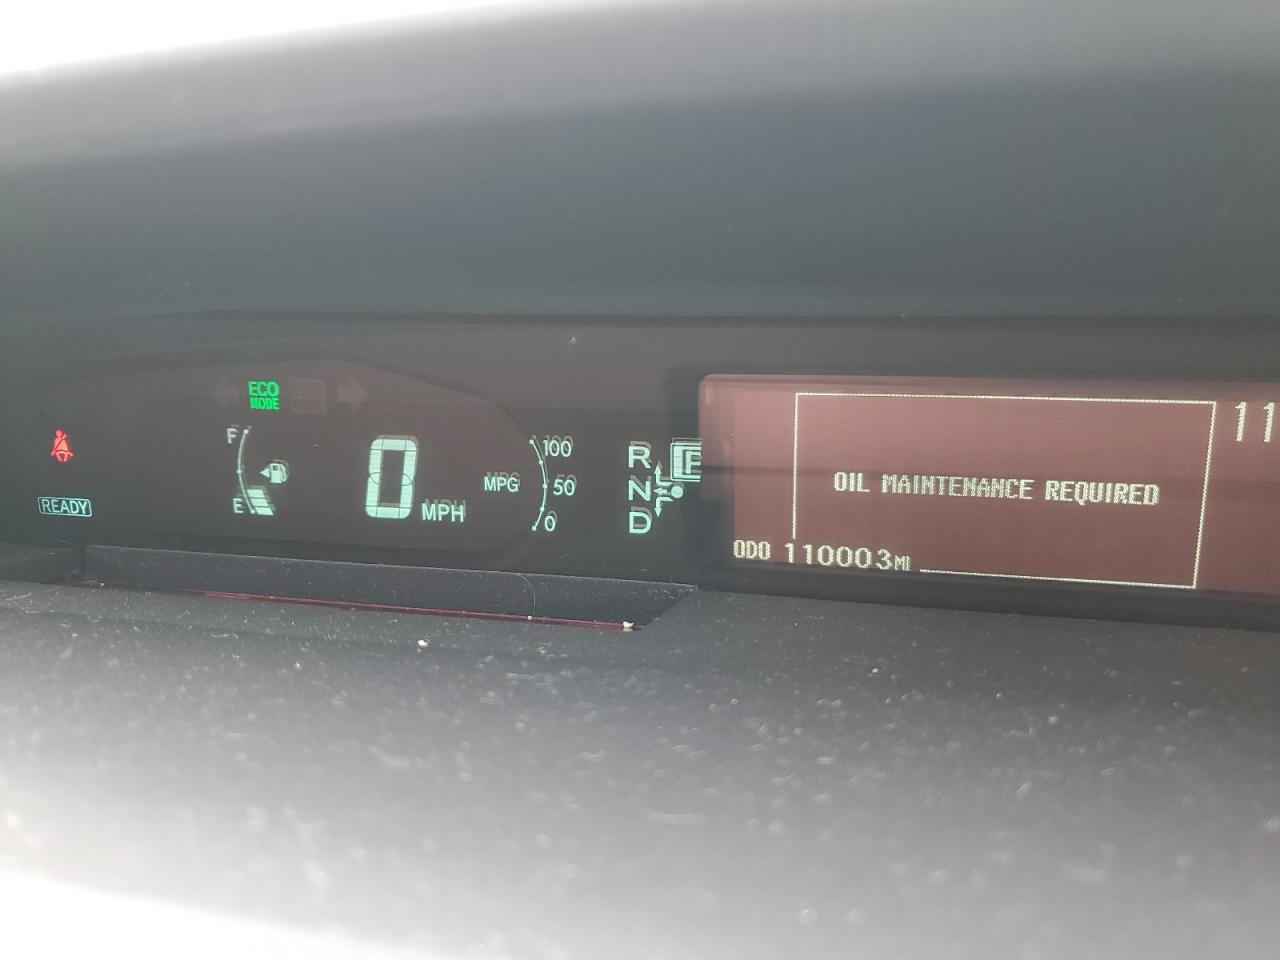 ECO
MODE
F
E
READY
0
MPH
MPG
100
50
0
R
N
D
P
11
OIL MAINTENANCE REQUIRED
ODO 110003MI